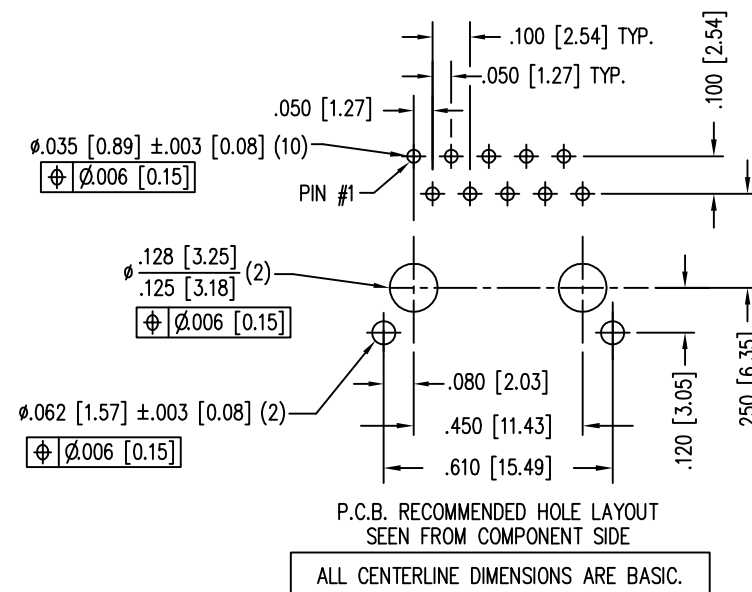 .100 [2.54] TYP.
.050 [1.27] TYP.
.100 [2.54]
.050 [1.27]
ø.035 [0.89] ±.003 [0.08] (10)
⌖ Ø.006 [0.15]
PIN #1
ø .128 [3.25] (2)
.125 [3.18]
⌖ Ø.006 [0.15]
ø.062 [1.57] ±.003 [0.08] (2)
⌖ Ø.006 [0.15]
.080 [2.03]
.450 [11.43]
.610 [15.49]
.120 [3.05]
.250 [6.35]
P.C.B. RECOMMENDED HOLE LAYOUT
SEEN FROM COMPONENT SIDE
ALL CENTERLINE DIMENSIONS ARE BASIC.